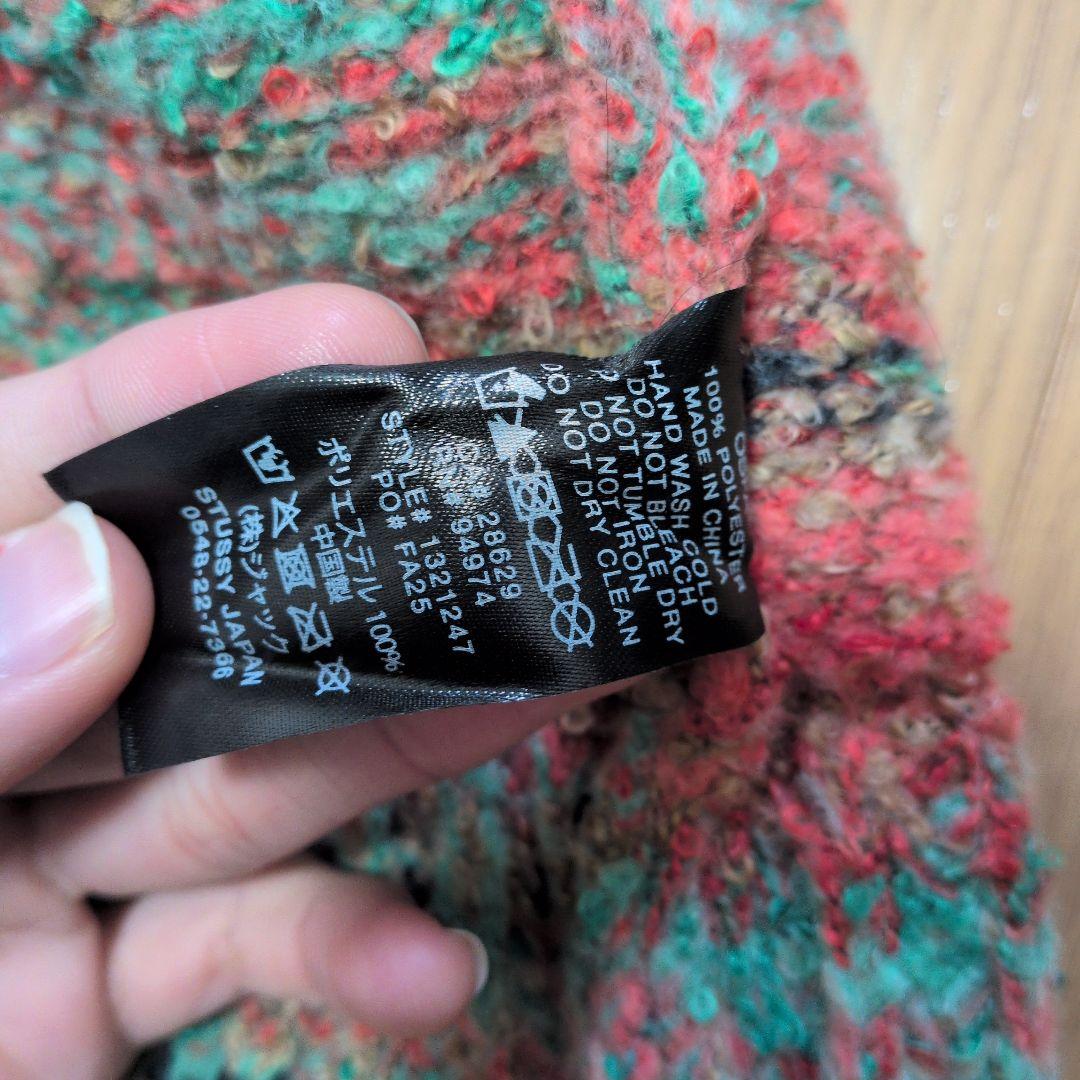 100% POLYESTER
MADE IN CHINA
HAND WASH COLD
DO NOT BLEACH
NOT TUMBLE DRY
DO NOT IRON
DO NOT DRY CLEAN
28629
94974
STYLE# 1321247
PO# FA25
ポリエステル 100%
中国製
(株)ジャック
STUSSY JAPAN
0548.22.7366